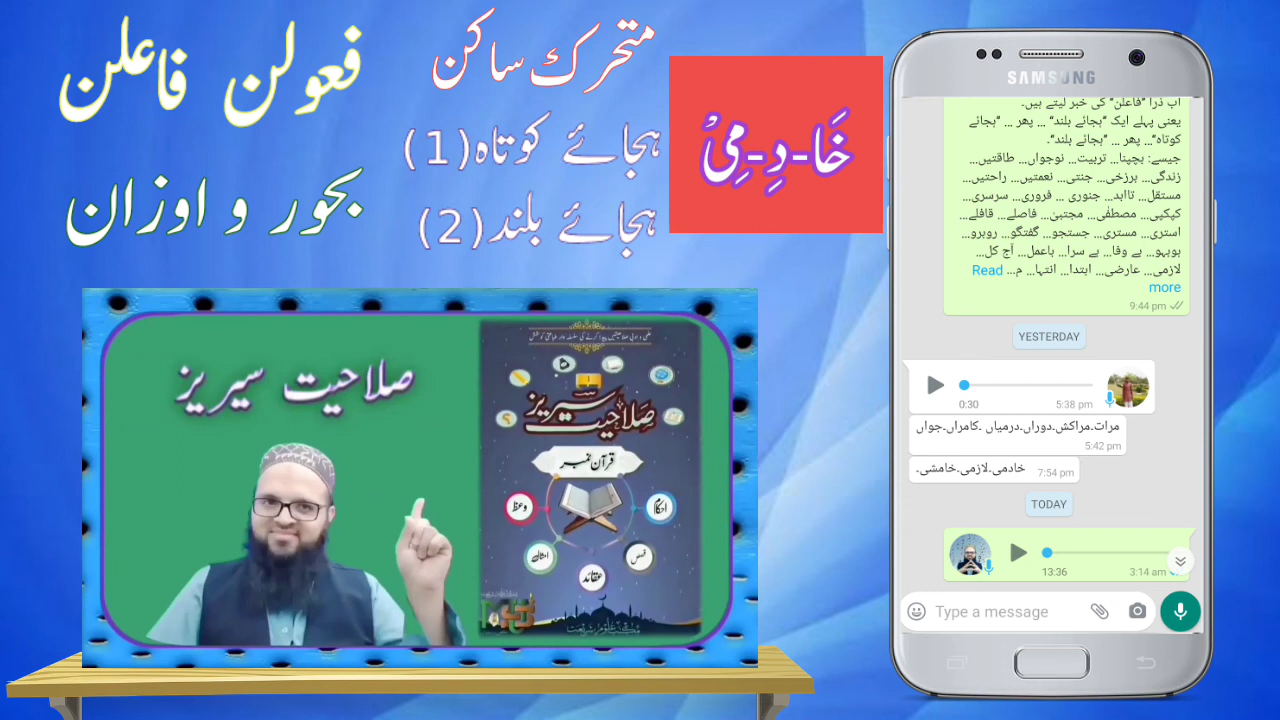 فعولن فاعلن
بحور و اوزان
متحرک ساکن
ہجائے کوتاہ(1)
ہجائے بلند(2)
خَا-دِ-مِیْ
صلاحیت سیریز
صلاحیت سیریز
قرآن نمبر
وعظ
احکام
امثال
قصص
عقائد
SAMSUNG
اب ذرا ”فاعلن“ کی خبر لیتے ہیں۔
یعنی پہلے ایک ”ہجائے بلند“ ... پھر ... ”ہجائے
کوتاہ“... پھر ... ”ہجائے بلند“۔
جیسے: بچپنا... تربیت... نوجواں... طاقتیں...
زندگی... برزخی... جنتی... نعمتیں... راحتیں...
مستقل... تاابد... جنوری ... فروری... سرسری...
کپکپی... مصطفٰی... مجتبیٰ... فاصلے... قافلے...
استری... مستری... جستجو... گفتگو... روبرو...
ہوبہو... بے وفا... بے سرا... باعمل... آج کل...
لازمی... عارضی... ابتدا... انتہا... م... Read
more
9:44 pm
YESTERDAY
0:30 5:38 pm
مرات۔مراکش۔دوراں۔درمیاں ۔کامراں۔جواں
5:42 pm
خادمی۔لازمی۔خامشی۔ 7:54 pm
TODAY
13:36 3:14 am
Type a message